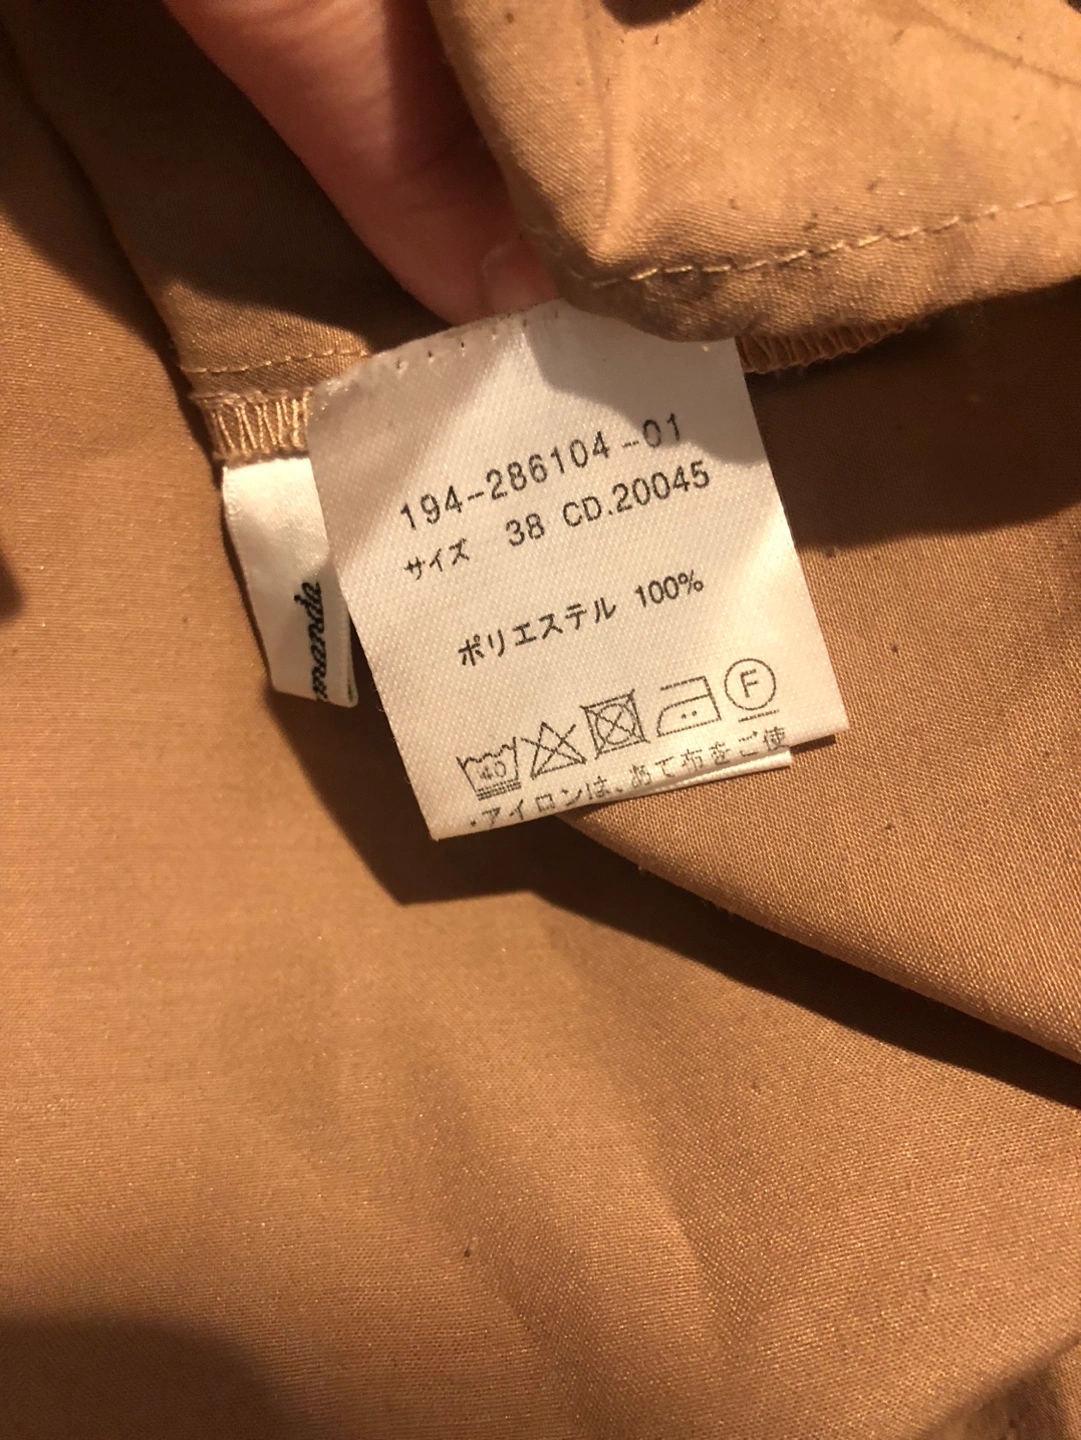 194-286104-01
サイズ 38 CD.20045
ポリエステル 100%
40 F
・アイロンは、あて布をご使